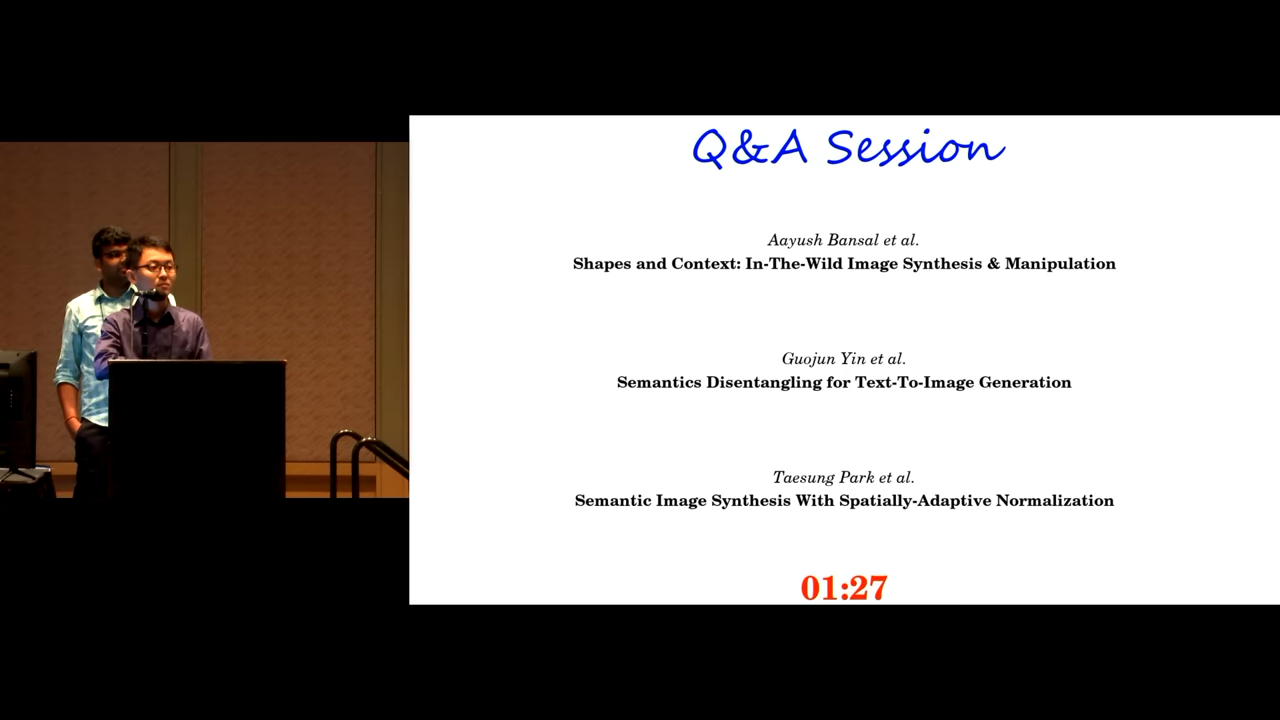 Q&A Session
Aayush Bansal et al.
Shapes and Context: In-The-Wild Image Synthesis & Manipulation
Guojun Yin et al.
Semantics Disentangling for Text-To-Image Generation
Taesung Park et al.
Semantic Image Synthesis With Spatially-Adaptive Normalization
01:27